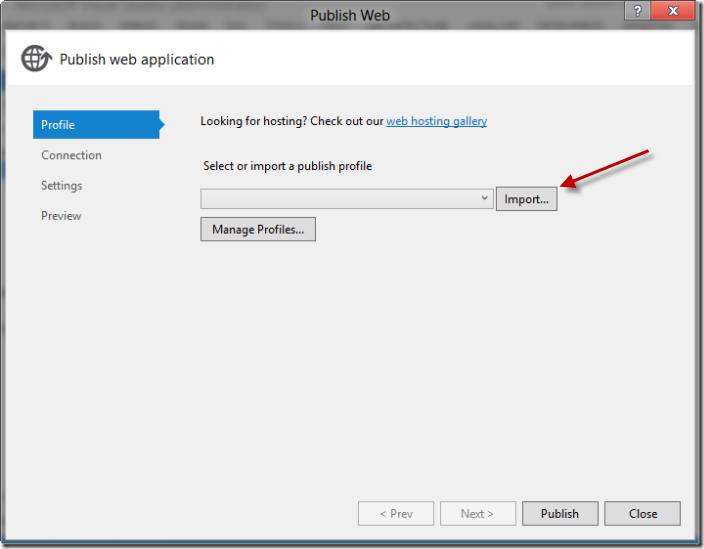 Publish Web
?
Publish web application
Profile
Connection
Settings
Preview
Looking for hosting? Check out our web hosting gallery
Select or import a publish profile
Import...
Manage Profiles...
< Prev
Next >
Publish
Close